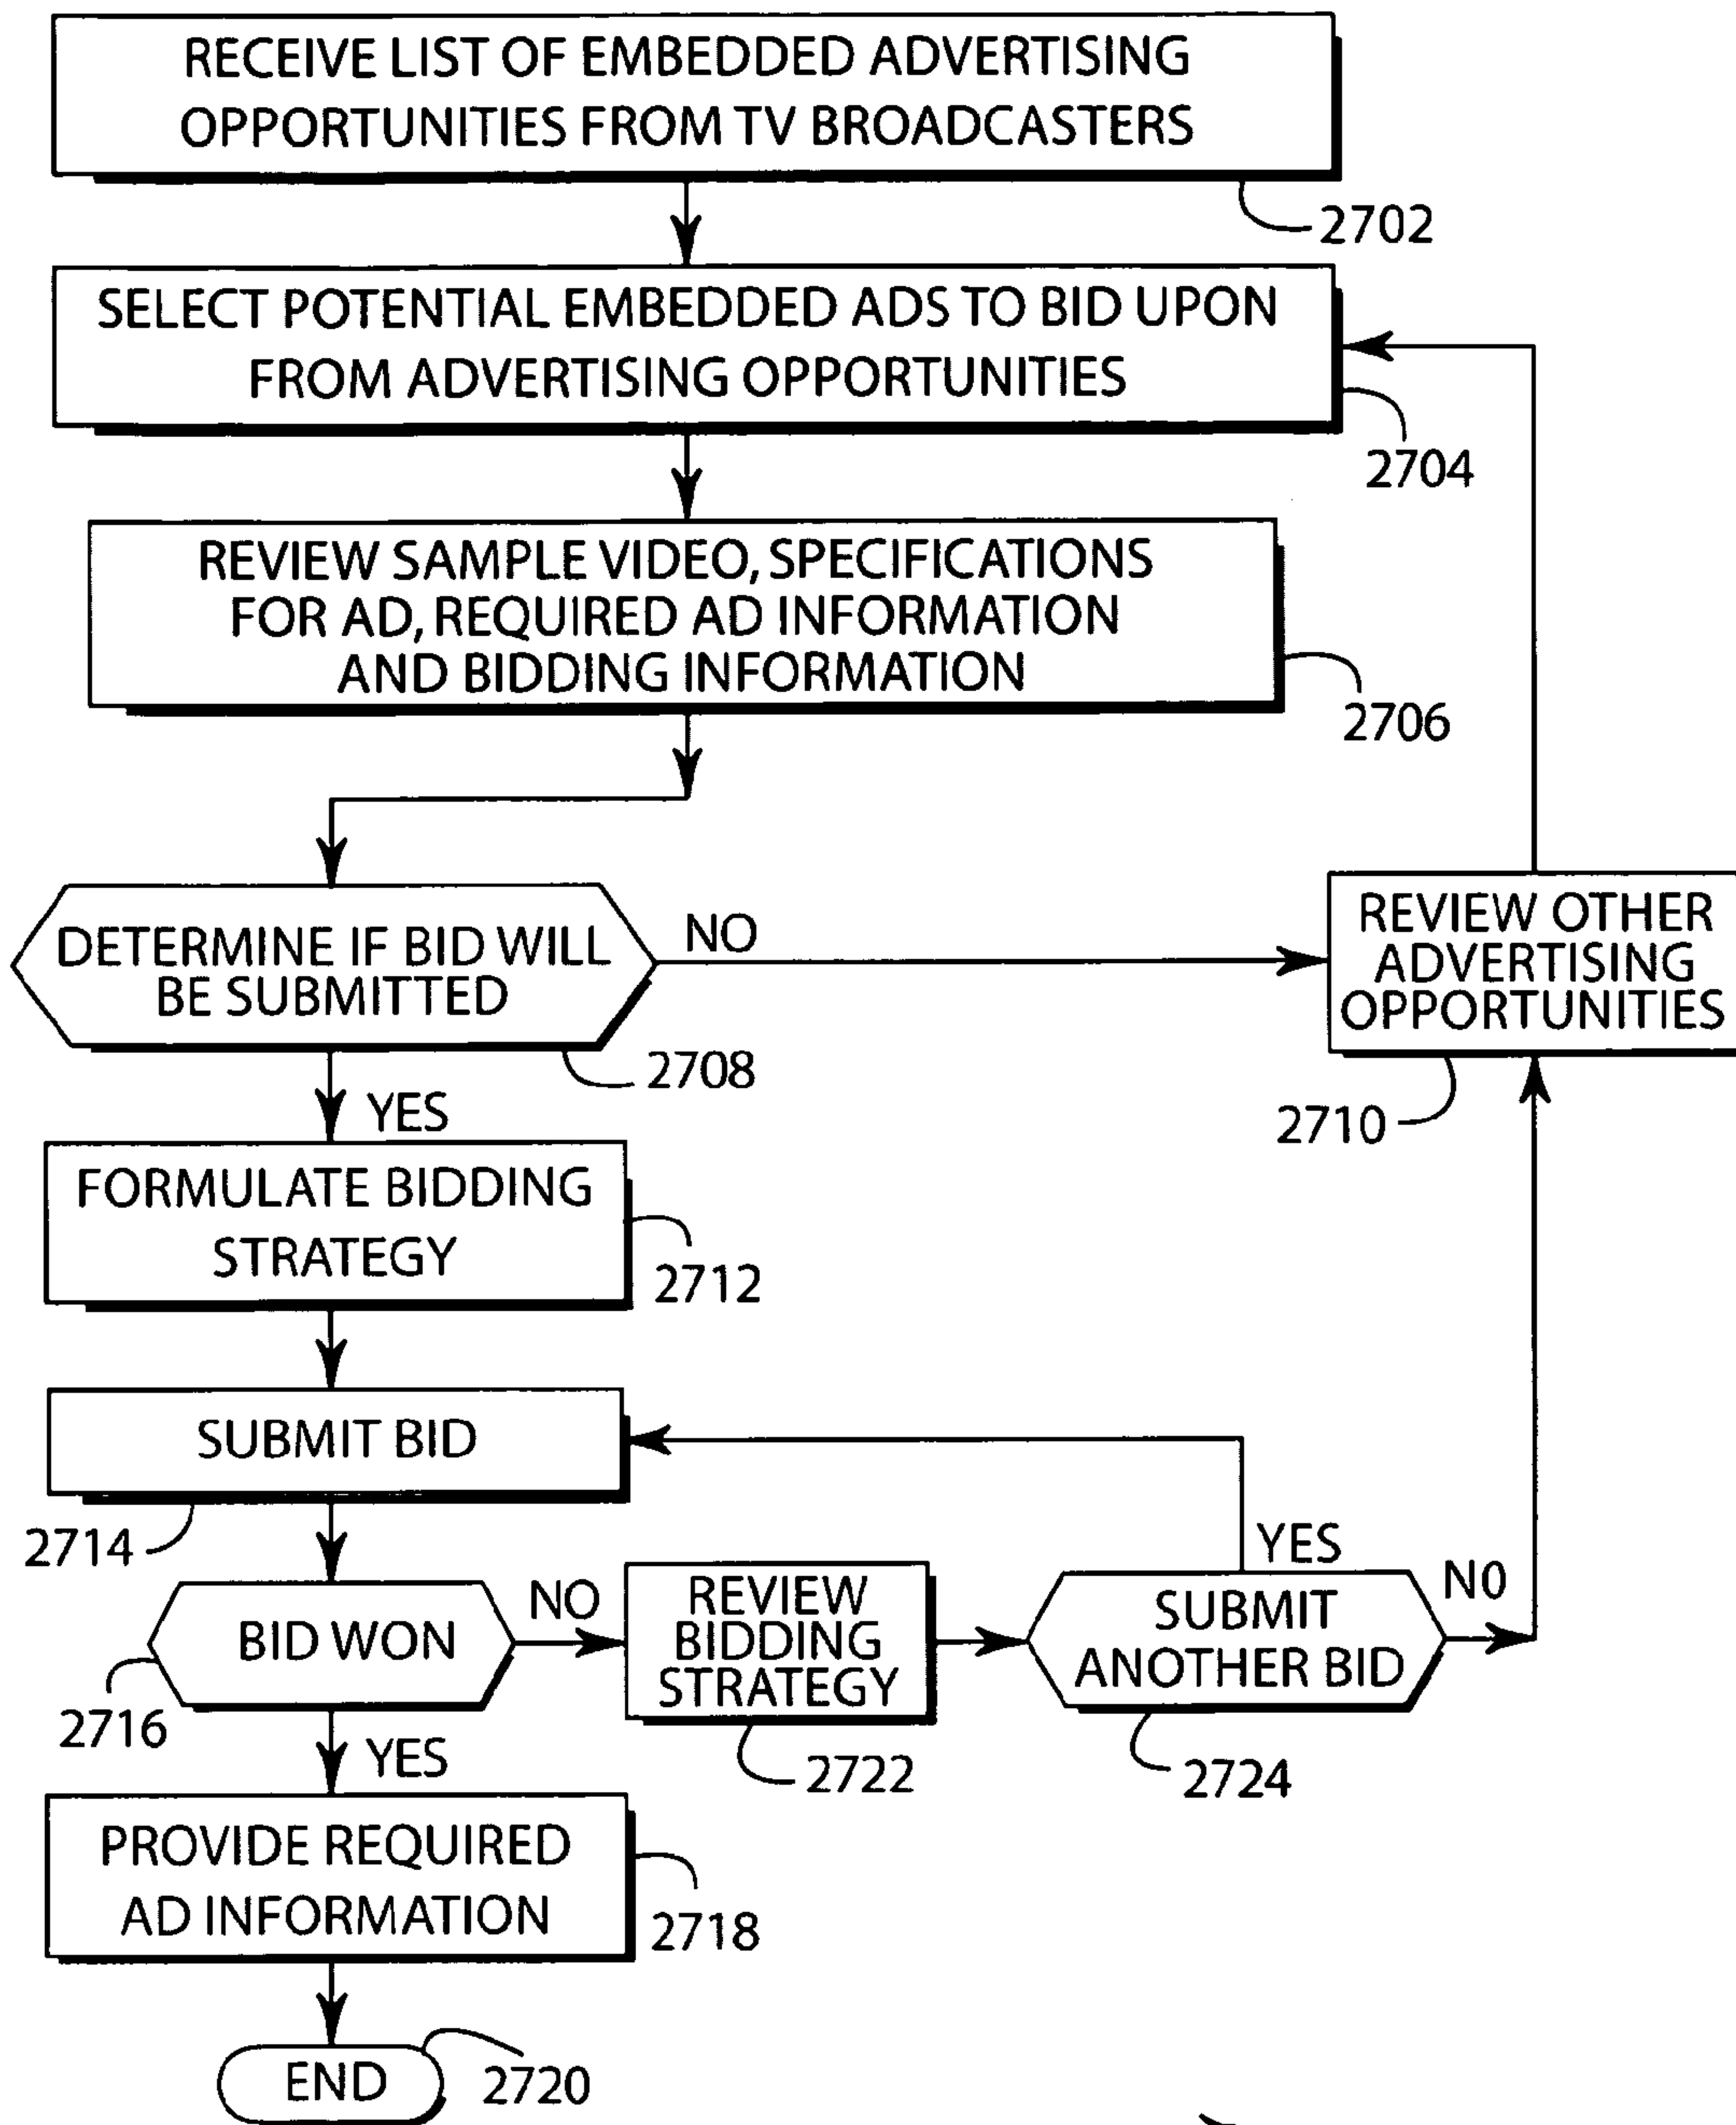 RECEIVE LIST OF EMBEDDED ADVERTISING
OPPORTUNITIES FROM TV BROADCASTERS
2702
SELECT POTENTIAL EMBEDDED ADS TO BID UPON
FROM ADVERTISING OPPORTUNITIES
2704
REVIEW SAMPLE VIDEO, SPECIFICATIONS
FOR AD, REQUIRED AD INFORMATION
AND BIDDING INFORMATION
2706
DETERMINE IF BID WILL
BE SUBMITTED
NO
2708
REVIEW OTHER
ADVERTISING
OPPORTUNITIES
2710
YES
FORMULATE BIDDING
STRATEGY
2712
SUBMIT BID
2714
BID WON
2716
NO
REVIEW
BIDDING
STRATEGY
2722
YES
SUBMIT
ANOTHER BID
NO
2724
YES
PROVIDE REQUIRED
AD INFORMATION
2718
END
2720